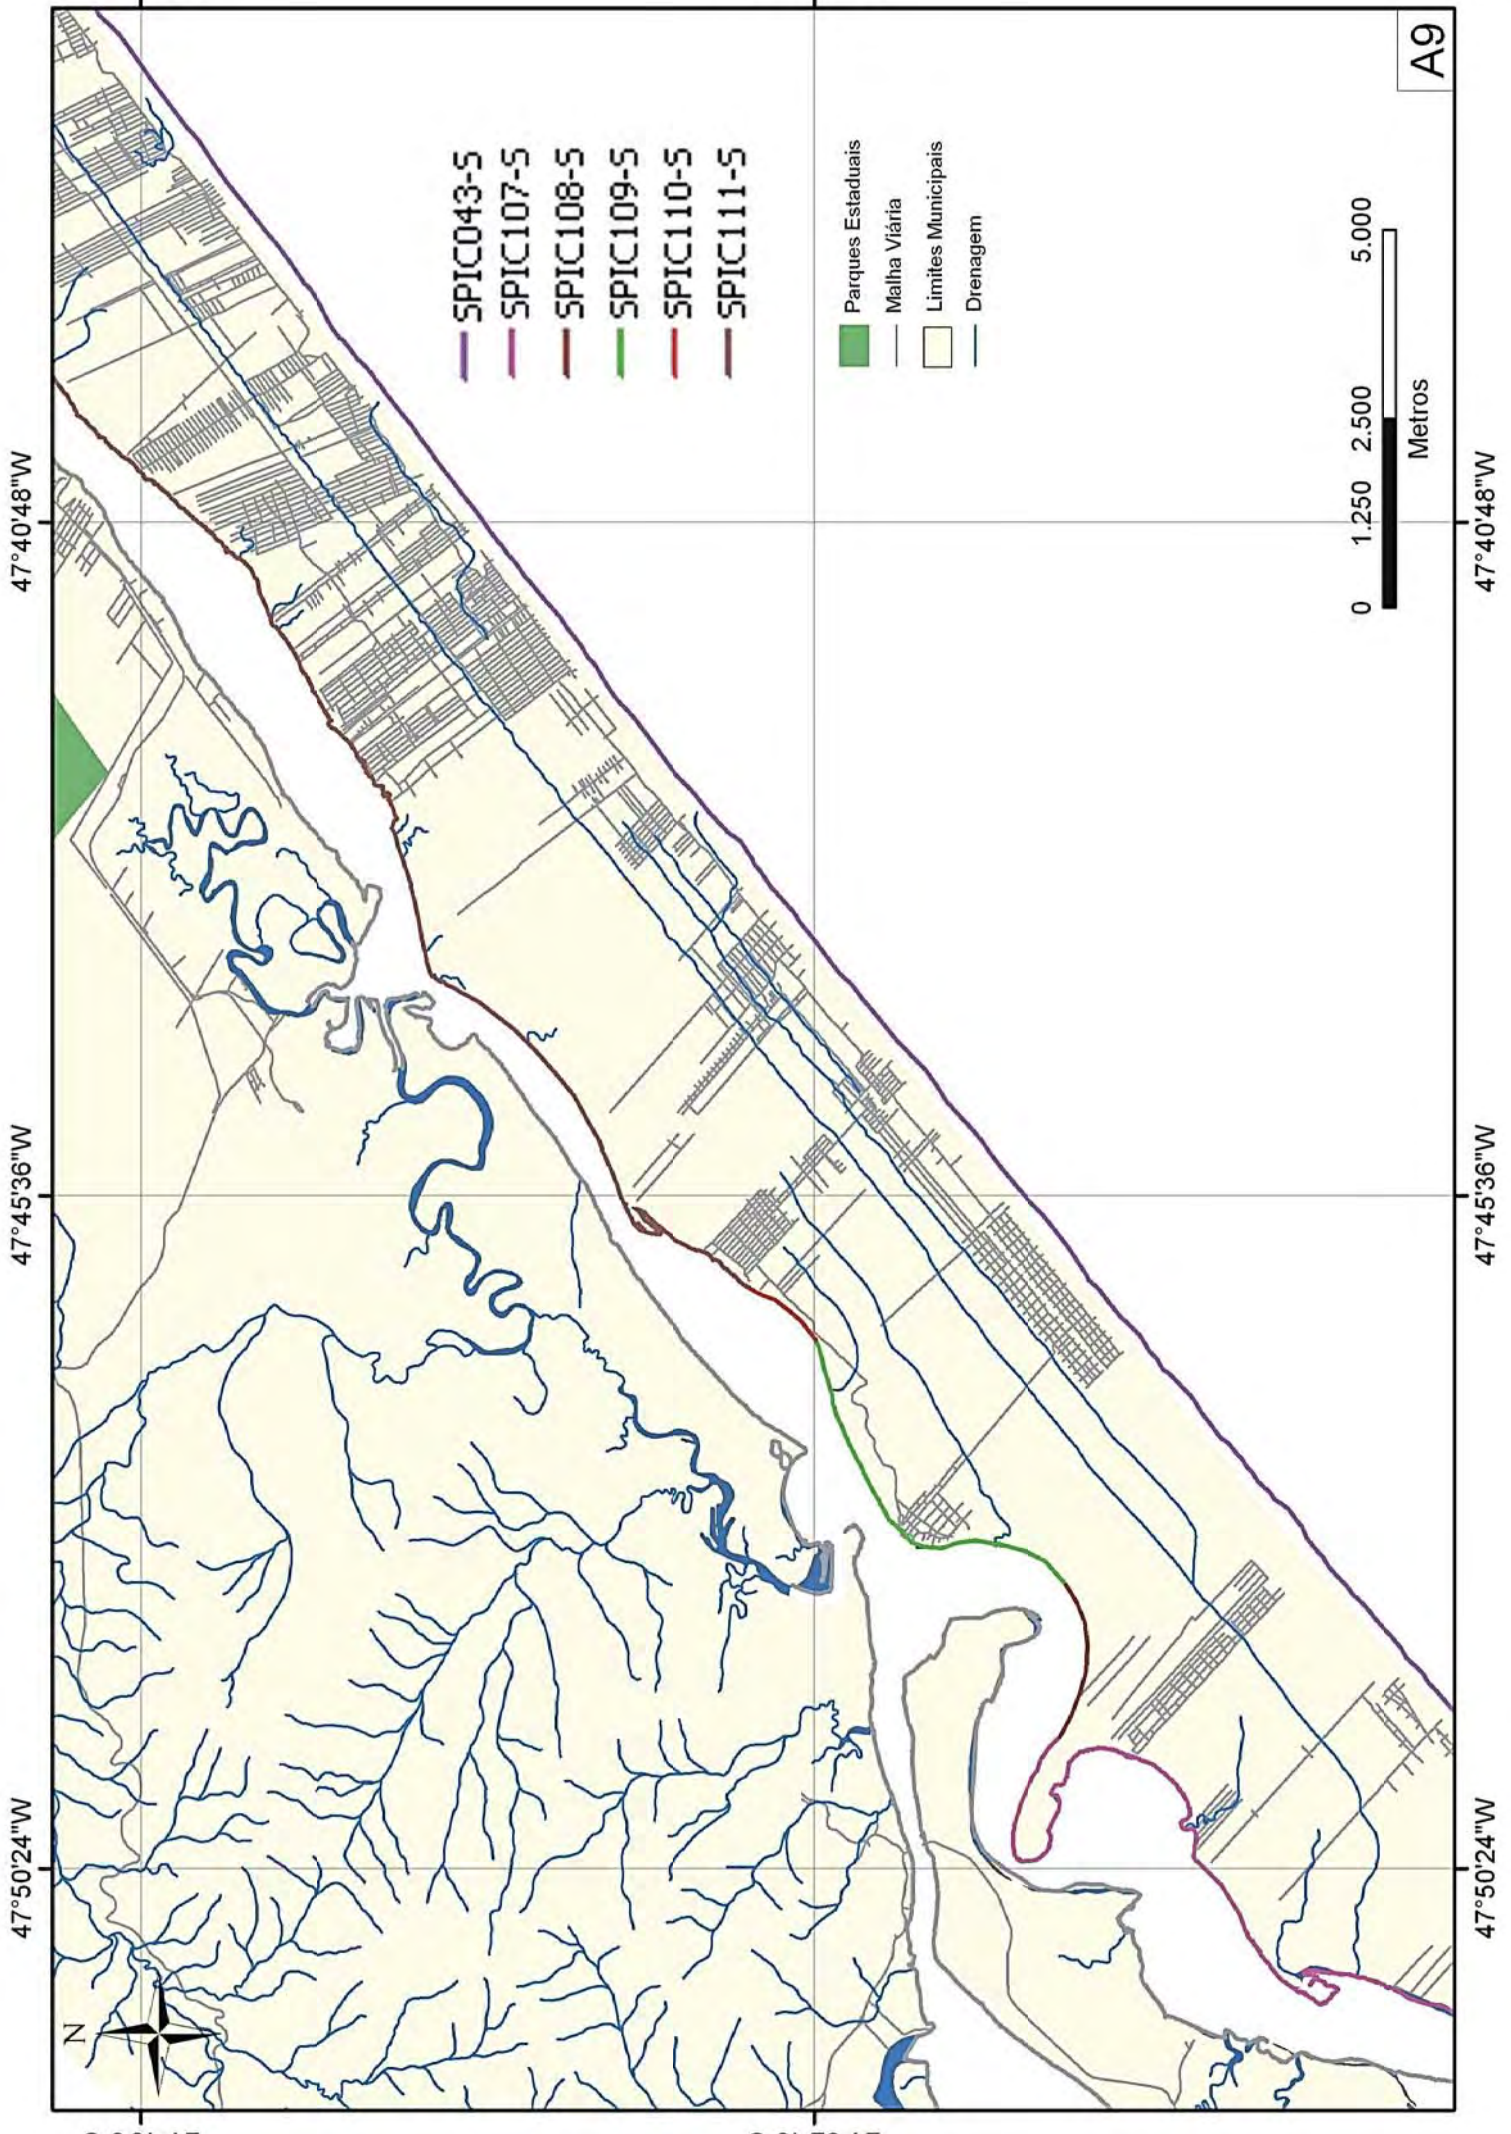 A9
47°40'48"W
47°45'36"W
47°50'24"W
N
SPIC043-S
SPIC107-S
SPIC108-S
SPIC109-S
SPIC110-S
SPIC111-S
Parques Estaduais
Malha Viária
Limites Municipais
Drenagem
0 1.250 2.500 5.000
Metros
47°40'48"W
47°45'36"W
47°50'24"W